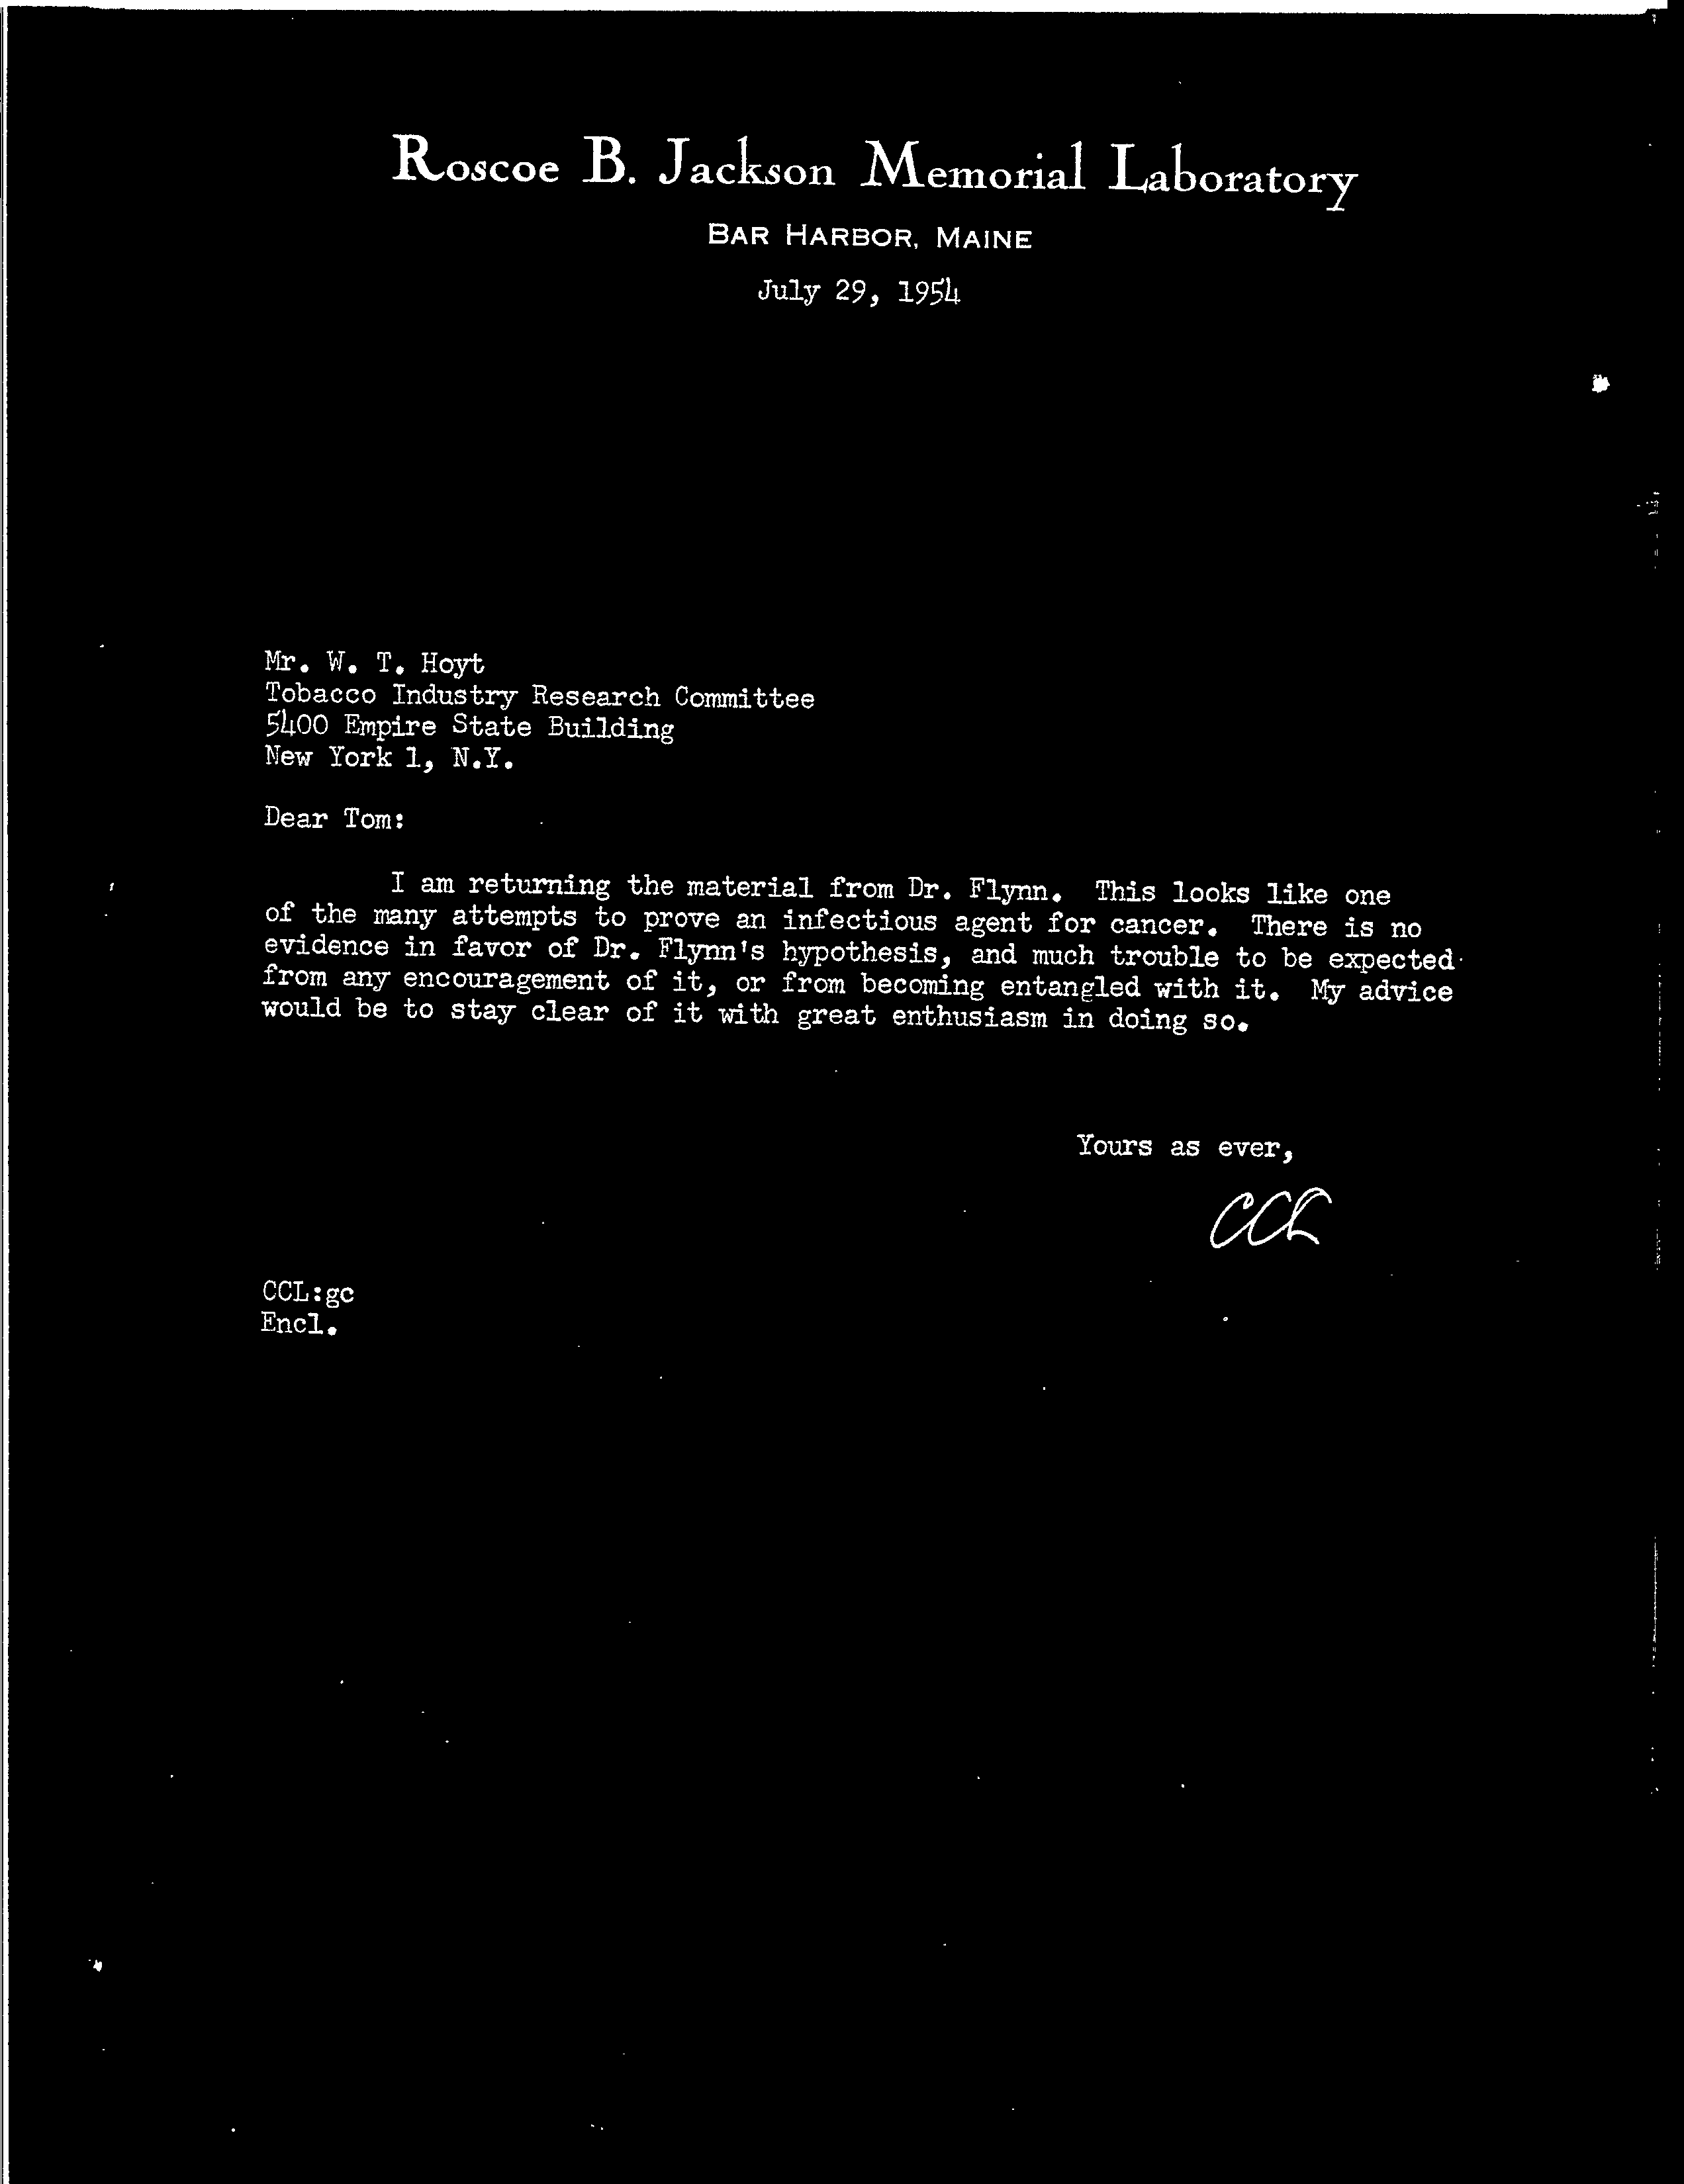 Roscoe B. Jackson Memorial Laboratory
BAR HARBOR, MAINE
July 29, 1954
Mr. W. T. Hoyt
Tobacco Industry Research Committee
5400 Empire State Building
New York 1, N.Y.
Dear Tom:
I am returning the material from Dr. Flynn. This looks like one
of the many attempts to prove an infectious agent for cancer. There is no
evidence in favor of Dr. Flynn's hypothesis, and much trouble to be expected
from any encouragement of it, or from becoming entangled with it. My advice
would be to stay clear of it with great enthusiasm in doing so.
Yours as ever,
CCL
CCL:gc
Encl.